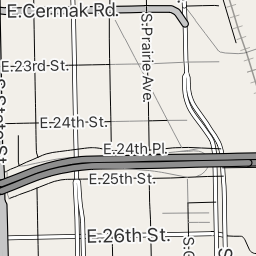 E.Cermak Rd.
S.Prairie Ave.
E.23rd St.
E.24th St.
E.24th Pl.
E.25th St.
E.26th St.